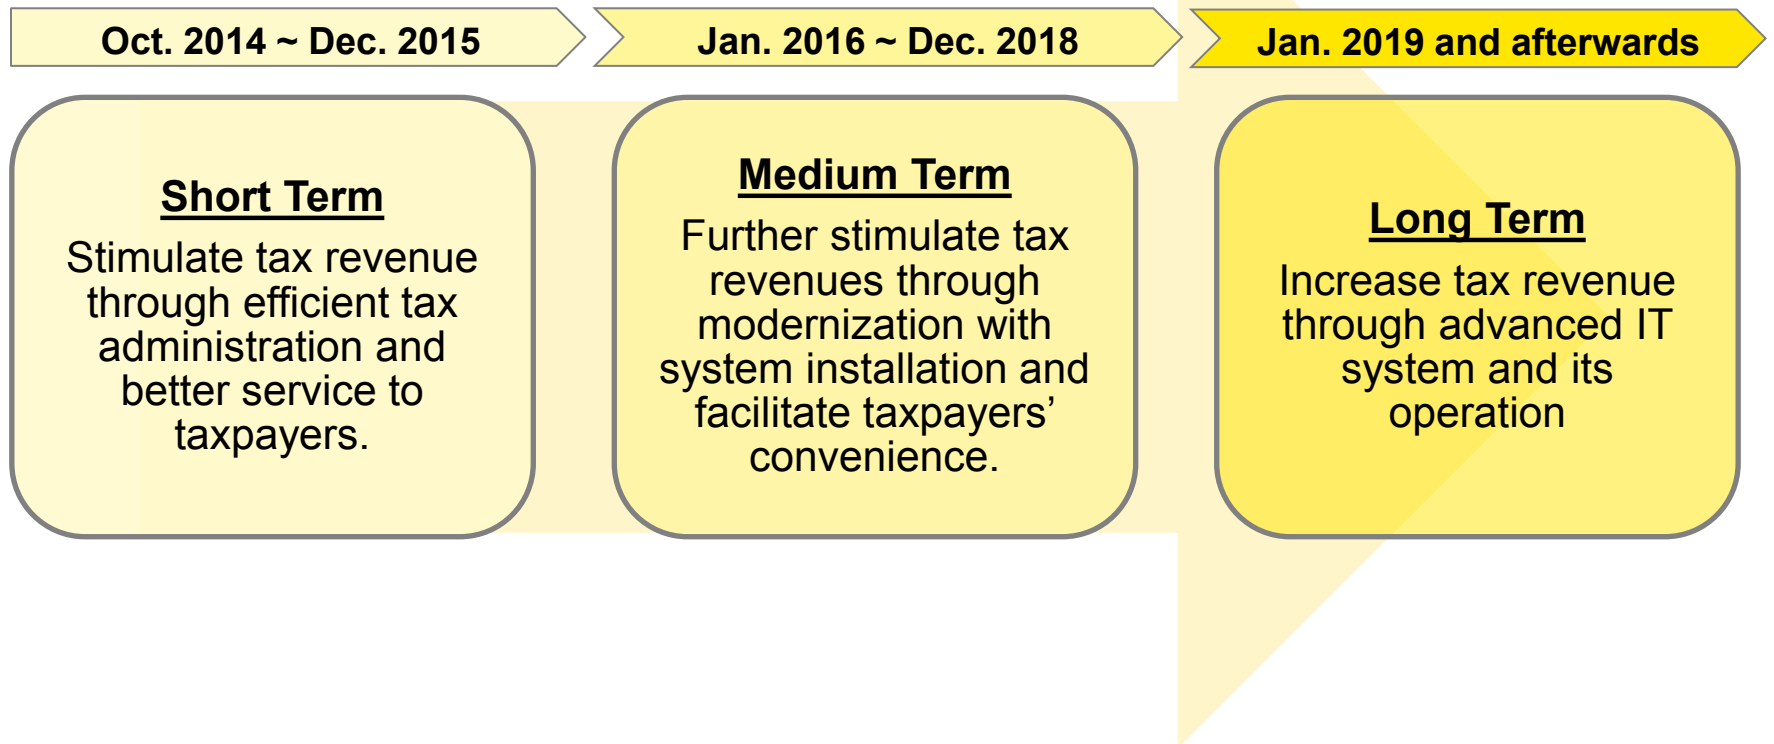 Oct. 2014 ~ Dec. 2015
Jan. 2016 ~ Dec. 2018
Jan. 2019 and afterwards
Short Term
Stimulate tax revenue
through efficient tax
administration and
better service to
taxpayers.
Medium Term
Further stimulate tax
revenues through
modernization with
system installation and
facilitate taxpayers’
convenience.
Long Term
Increase tax revenue
through advanced IT
system and its
operation